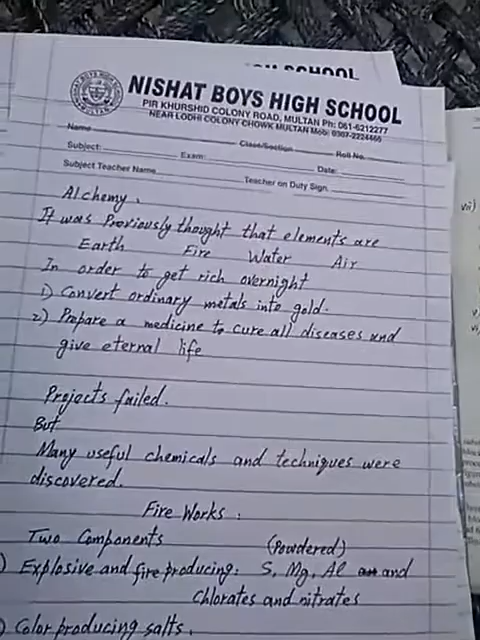 SCHOOL
NISHAT BOYS HIGH SCHOOL
PIR KHURSHID COLONY ROAD, MULTAN Ph: 061-6212277
NEAR LODHI COLONY CHOWK MULTAN Mob: 0307-2224466
Name Class/Section Roll No.
Subject: Exam: Date:
Subject Teacher Name Teacher on Duty Sign.
Alchemy.
It was Previously thought that elements are
Earth Fire Water Air
In order to get rich overnight
1) Convert ordinary metals into gold.
2) Prepare a medicine to cure all diseases and
give eternal life
Projects failed.
But
Many useful chemicals and techniques were
discovered.
Fire Works:
Two Components (Powdered)
) Explosive and fire producing: S, Mg, Al and
Chlorates and nitrates
) Color producing salts.
vii)